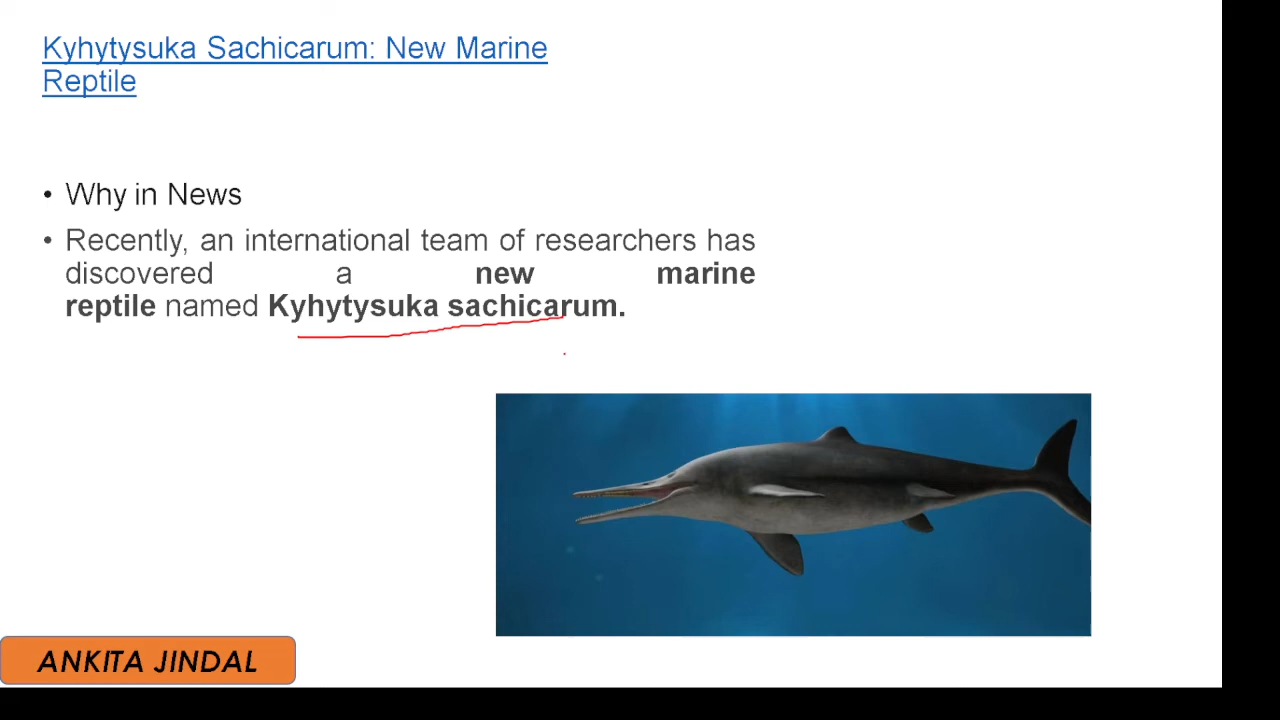 Kyhytysuka Sachicarum: New Marine
Reptile
• Why in News
• Recently, an international team of researchers has
discovered a new marine
reptile named Kyhytysuka sachicarum.
ANKITA JINDAL